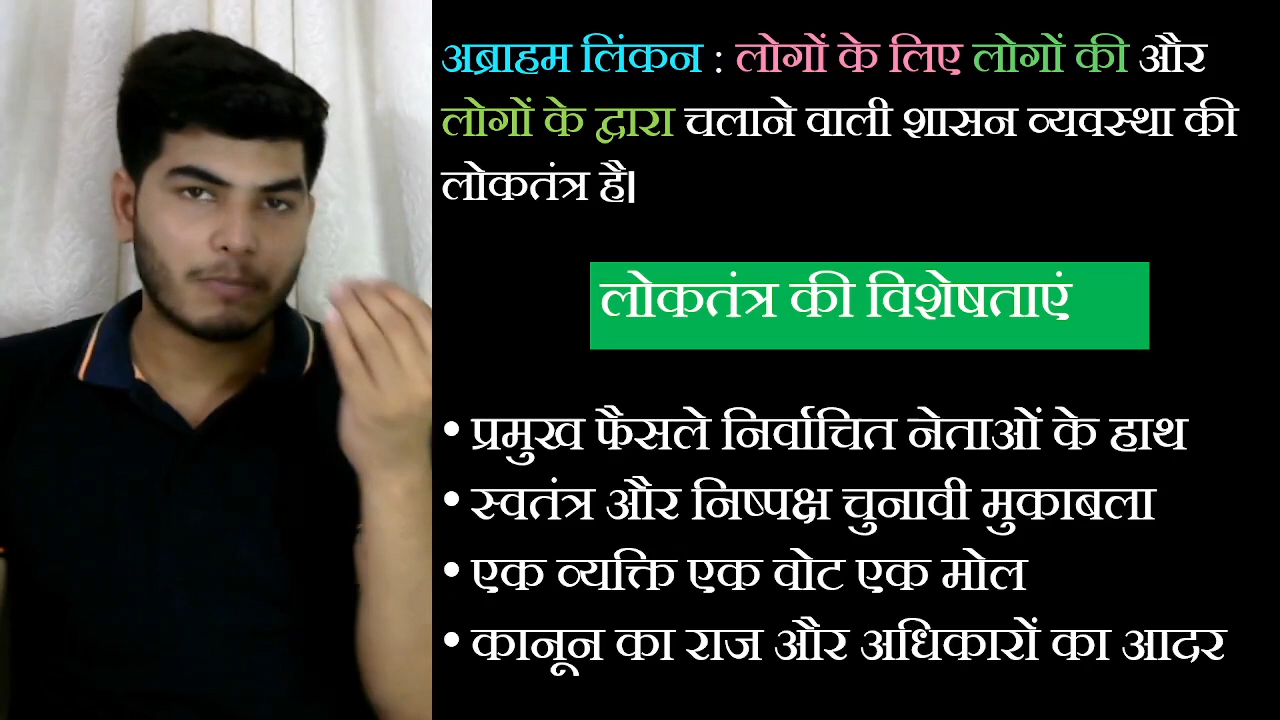 अब्राहम लिंकन : लोगों के लिए लोगों की और
लोगों के द्वारा चलाने वाली शासन व्यवस्था की
लोकतंत्र है।
लोकतंत्र की विशेषताएं
• प्रमुख फैसले निर्वाचित नेताओं के हाथ
• स्वतंत्र और निष्पक्ष चुनावी मुकाबला
• एक व्यक्ति एक वोट एक मोल
• कानून का राज और अधिकारों का आदर